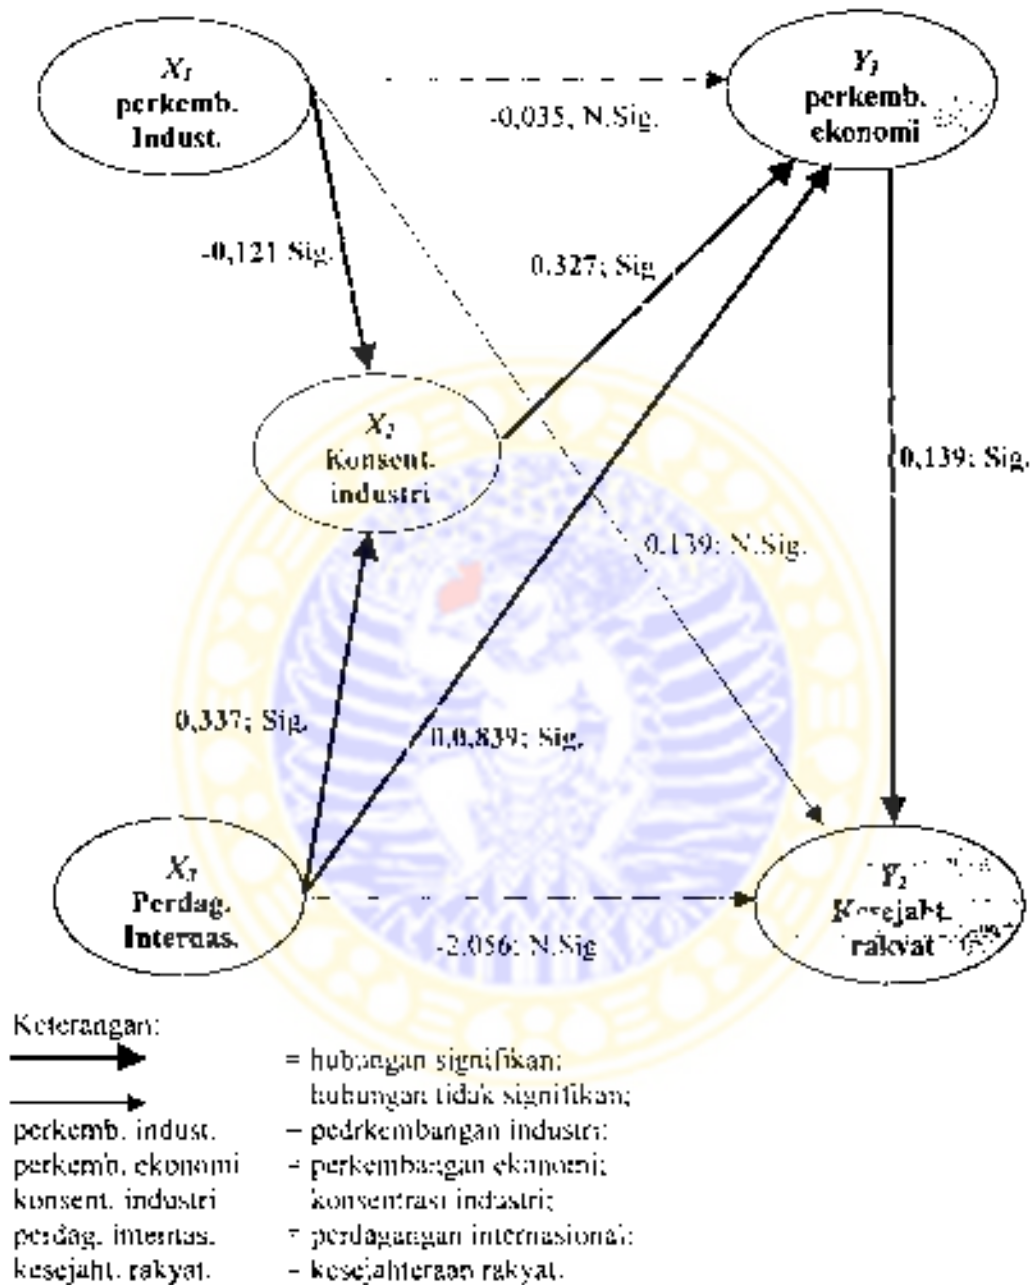 X₁
perkemb.
Indust.
-0,035, N.Sig.
Y₁
perkemb.
ekonomi
-0,121 Sig.
0.327; Sig
X₂
Konsent.
industri
0,139; Sig.
0.139; N.Sig.
0,337; Sig.
0,0,839; Sig.
X₃
Perdag.
Internas.
-2.056; N.Sig
Y₂
Kesejaht.
rakyat
Keterangan:
= hubungan signifikan;
hubungan tidak signifikan;
perkemb. indust. = pedrkembangan industri;
perkemb. ekonomi = perkembangan ekonomi;
konsent. industri konsentrasi industri;
perdag. internas. = perdagangan internasional;
kesejaht. rakyat. = kesejahteraan rakyat.